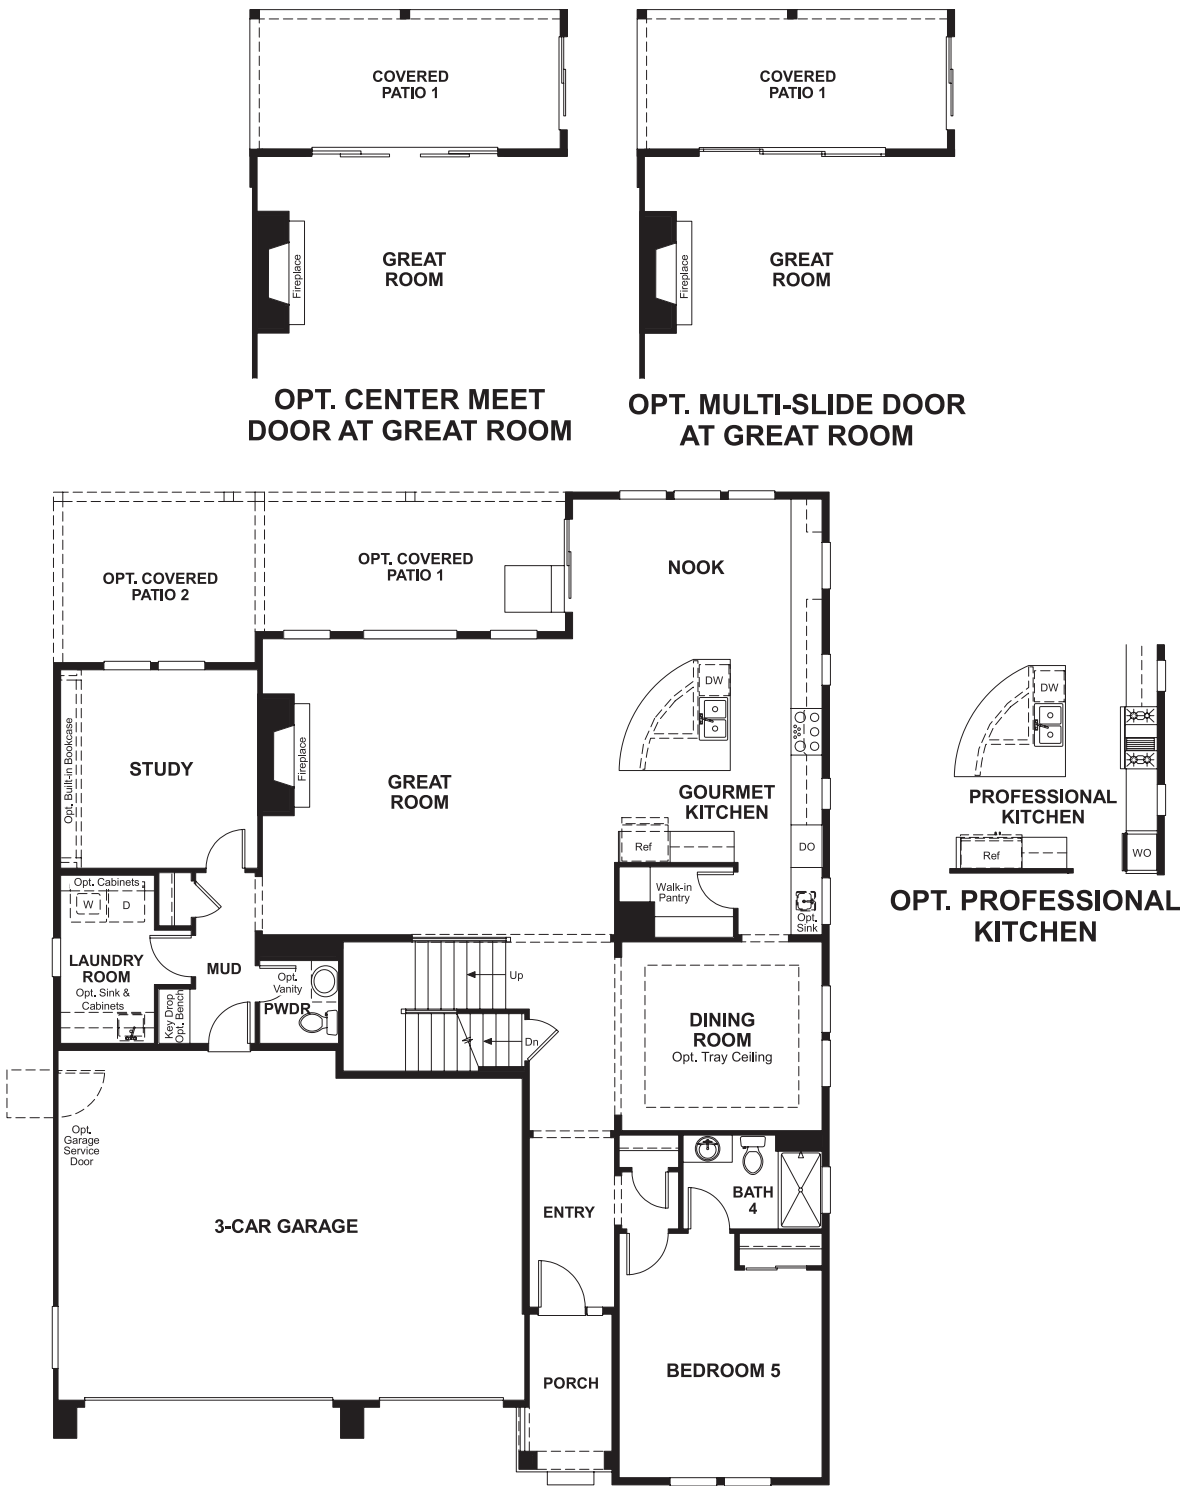 COVERED
PATIO 1
Fireplace
GREAT
ROOM
OPT. CENTER MEET
DOOR AT GREAT ROOM
COVERED
PATIO 1
Fireplace
GREAT
ROOM
OPT. MULTI-SLIDE DOOR
AT GREAT ROOM
OPT. COVERED
PATIO 2
OPT. COVERED
PATIO 1
NOOK
Opt. Built-in Bookcase
STUDY
Fireplace
GREAT
ROOM
DW
GOURMET
KITCHEN
Ref
DO
Walk-in
Pantry
Opt.
Sink
DW
PROFESSIONAL
KITCHEN
Ref
WO
OPT. PROFESSIONAL
KITCHEN
Opt. Cabinets
W
D
LAUNDRY
ROOM
Opt. Sink &
Cabinets
MUD
Key Drop
Opt. Bench
Opt.
Vanity
PWDR
Up
Dn
DINING
ROOM
Opt. Tray Ceiling
Opt.
Garage
Service
Door
3-CAR GARAGE
ENTRY
BATH
4
PORCH
BEDROOM 5